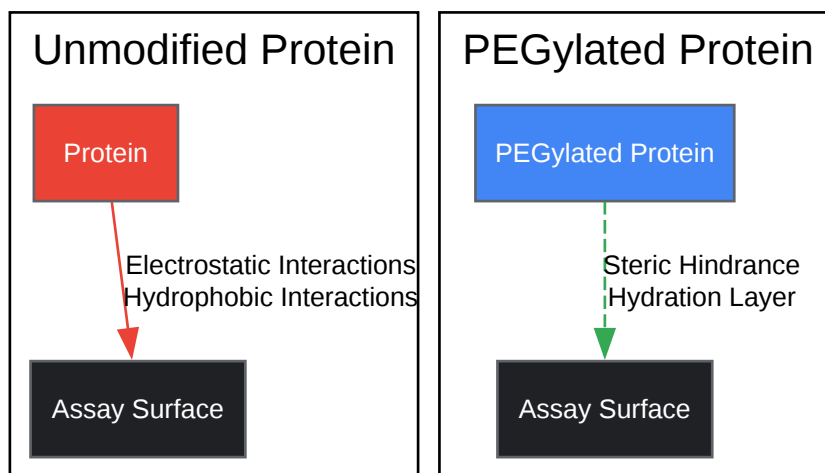 Unmodified Protein
Protein
Electrostatic Interactions
Hydrophobic Interactions
Assay Surface
PEGylated Protein
PEGylated Protein
Steric Hindrance
Hydration Layer
Assay Surface